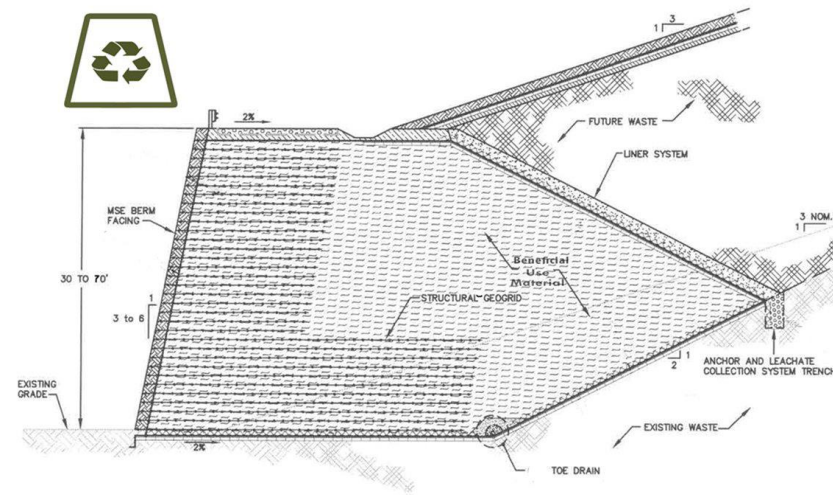 1
3
2%
FUTURE WASTE
LINER SYSTEM
MSE BERM
FACING
3 NOM.
1
Beneficial
Use
Material
30 TO 70'
STRUCTURAL GEOGRID
1
3 to 6
1
2
ANCHOR AND LEACHATE
COLLECTION SYSTEM TRENCH
EXISTING
GRADE
EXISTING WASTE
2%
TOE DRAIN